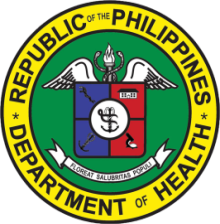 REPUBLIC OF THE PHILIPPINES
DEPARTMENT OF HEALTH
FLOREAT SALUBRITAS POPULI